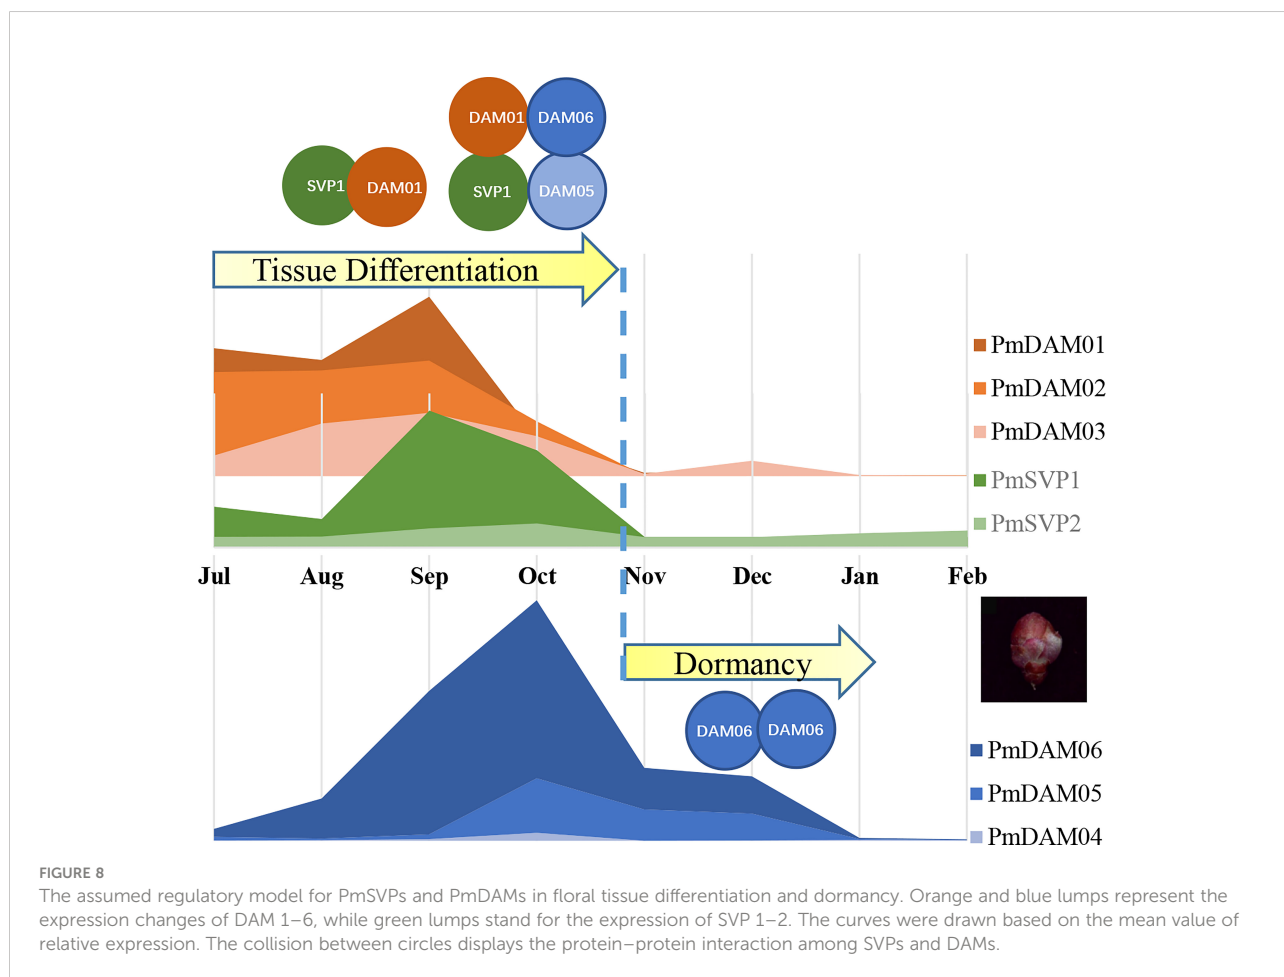 DAM01
DAM06
SVP1
DAM01
SVP1
DAM05
Tissue Differentiation
PmDAM01
PmDAM02
PmDAM03
PmSVP1
PmSVP2
Jul Aug Sep Oct Nov Dec Jan Feb
Dormancy
DAM06
DAM06
PmDAM06
PmDAM05
PmDAM04
FIGURE 8
The assumed regulatory model for PmSVPs and PmDAMs in floral tissue differentiation and dormancy. Orange and blue lumps represent the
expression changes of DAM 1–6, while green lumps stand for the expression of SVP 1–2. The curves were drawn based on the mean value of
relative expression. The collision between circles displays the protein–protein interaction among SVPs and DAMs.